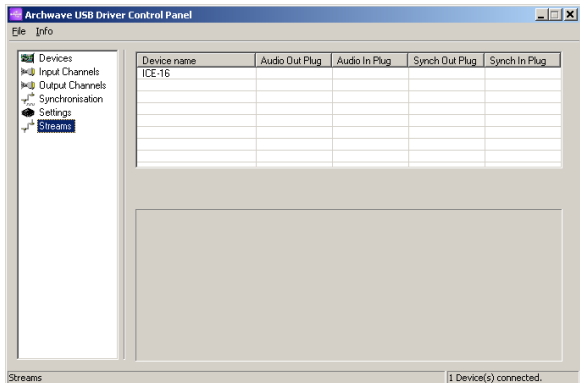 Archwave USB Driver Control Panel
File Info
Devices
Input Channels
Output Channels
Synchronisation
Settings
Streams
Device name Audio Out Plug Audio In Plug Synch Out Plug Synch In Plug
ICE-16
Streams 1 Device(s) connected.